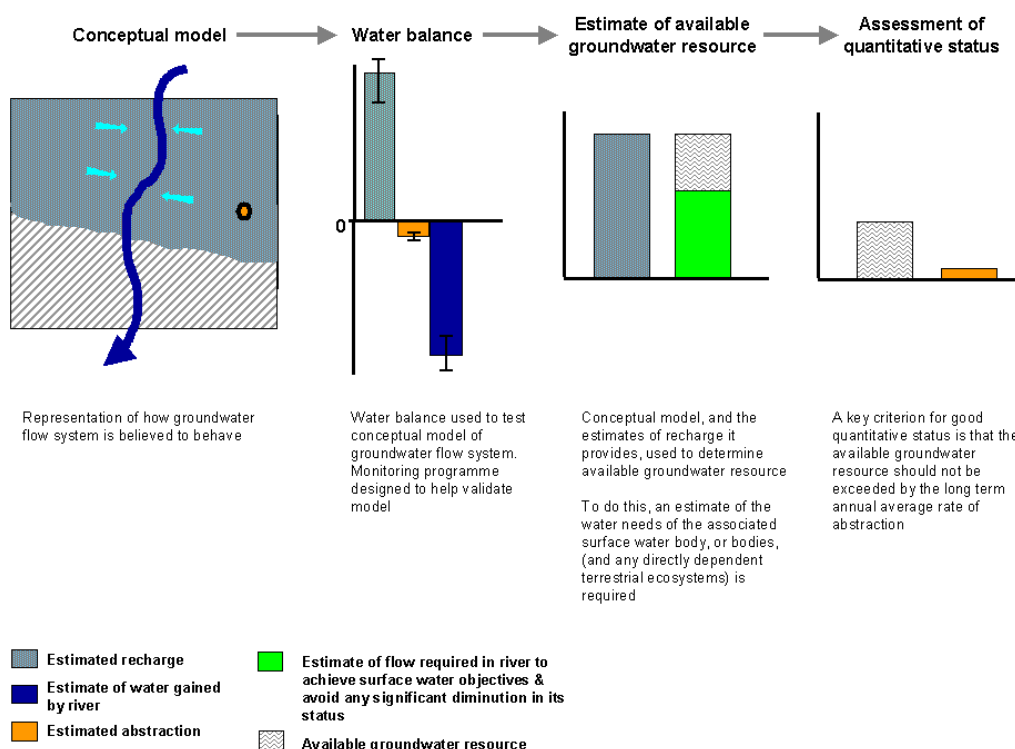 Conceptual model
Water balance
Estimate of available
groundwater resource
Assessment of
quantitative status
0
Representation of how groundwater
flow system is believed to behave
Water balance used to test
conceptual model of
groundwater flow system.
Monitoring programme
designed to help validate
model
Conceptual model, and the
estimates of recharge it
provides, used to determine
available groundwater resource
To do this, an estimate of the
water needs of the associated
surface water body, or bodies,
(and any directly dependent
terrestrial ecosystems) is
required
A key criterion for good
quantitative status is that the
available groundwater
resource should not be
exceeded by the long term
annual average rate of
abstraction
Estimated recharge
Estimate of water gained
by river
Estimated abstraction
Estimate of flow required in river to
achieve surface water objectives &
avoid any significant diminution in its
status
Available groundwater resource